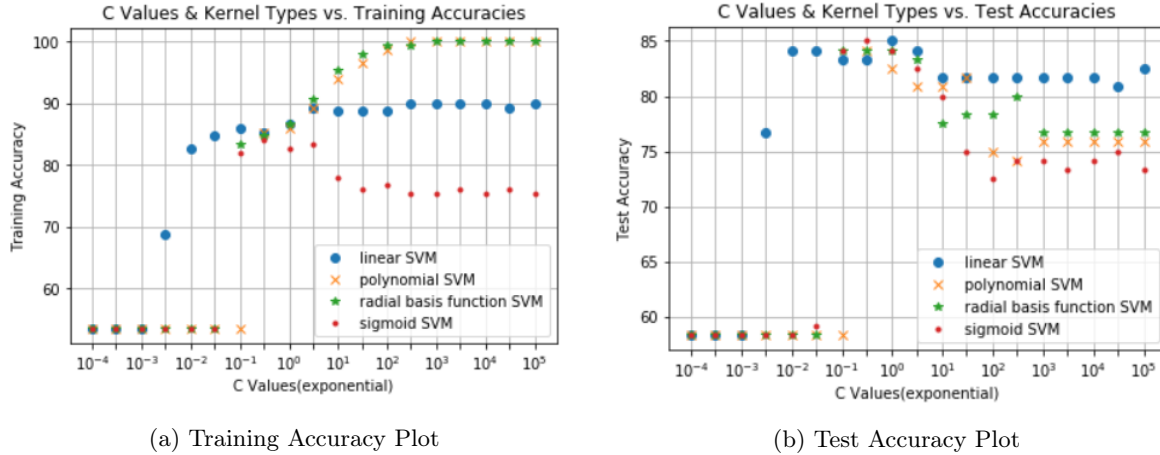 C Values & Kernel Types vs. Training Accuracies
Training Accuracy
100
90
80
70
60
linear SVM
polynomial SVM
radial basis function SVM
sigmoid SVM
10⁻⁴ 10⁻³ 10⁻² 10⁻¹ 10⁰ 10¹ 10² 10³ 10⁴ 10⁵
C Values(exponential)
(a) Training Accuracy Plot
C Values & Kernel Types vs. Test Accuracies
Test Accuracy
85
80
75
70
65
60
linear SVM
polynomial SVM
radial basis function SVM
sigmoid SVM
10⁻⁴ 10⁻³ 10⁻² 10⁻¹ 10⁰ 10¹ 10² 10³ 10⁴ 10⁵
C Values(exponential)
(b) Test Accuracy Plot